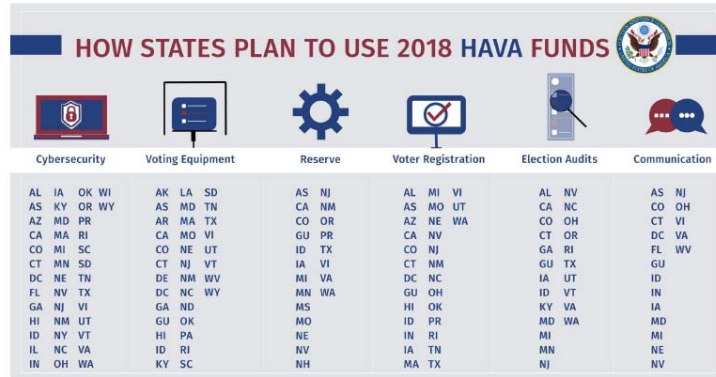 HOW STATES PLAN TO USE 2018 HAVA FUNDS
Cybersecurity
AL IA OK WI
AS KY OR WY
AZ MD PR
CA MA RI
CO MI SC
CT MN SD
DC NE TN
FL NV TX
GA NJ VI
HI NM UT
ID NY VT
IL NC VA
IN OH WA
Voting Equipment
AK LA SD
AS MD TN
AR MA TX
CA MO VI
CO NE UT
CT NJ VT
DE NM WV
DC NC WY
GA ND
GU OK
HI PA
ID RI
KY SC
Reserve
AS NJ
CA NM
CO OR
GU PR
ID TX
IA VI
MI VA
MN WA
MS
MO
NE
NV
NH
Voter Registration
AL MI VI
AS MO UT
AZ NE WA
CA NV
CO NJ
CT NM
DC NC
GU OH
HI OK
ID PR
IN RI
IA TN
MA TX
Election Audits
AL NV
CA NC
CO OH
CT OR
GA RI
GU TX
IA UT
ID VT
KY VA
MD WA
MI
MN
NJ
Communication
AS NJ
CO OH
CT VI
DC VA
FL WV
GU
ID
IN
IA
MD
MI
NE
NV